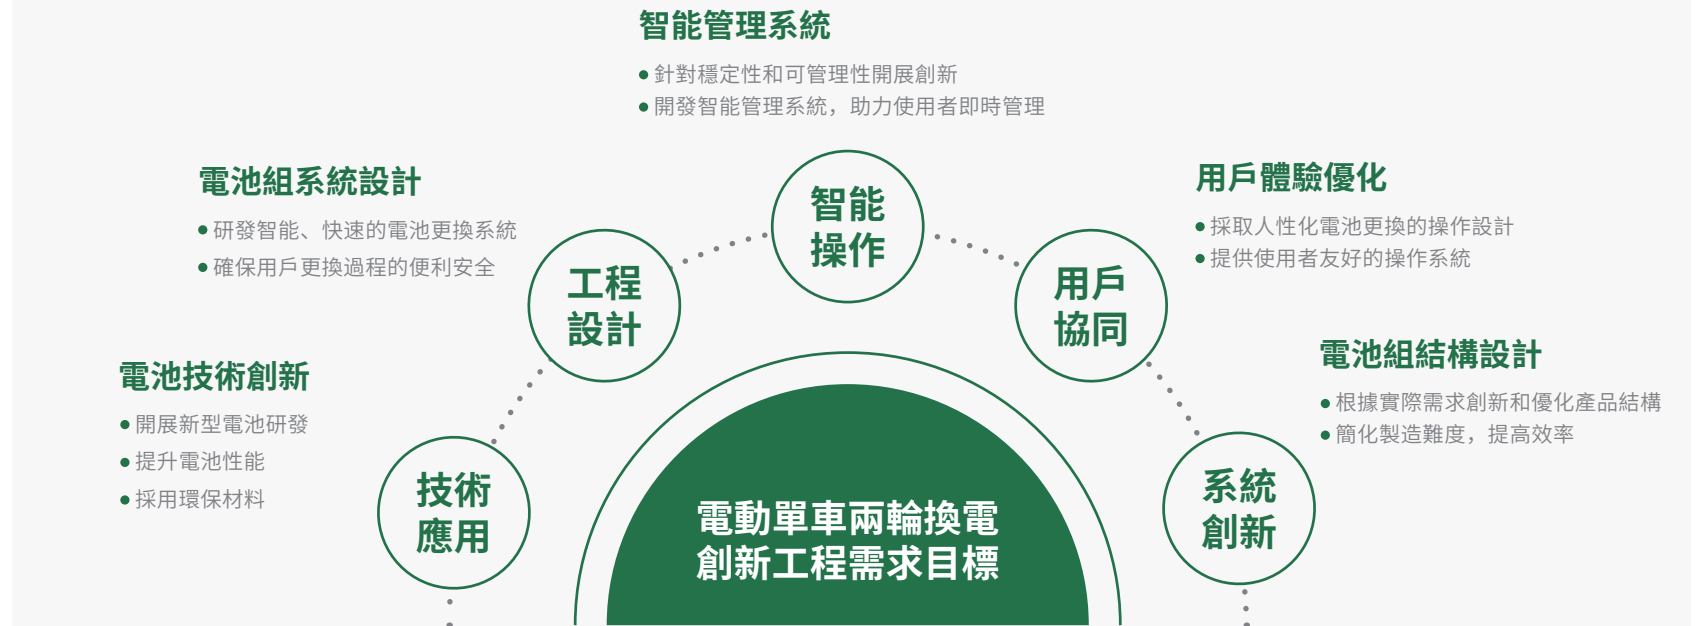 智能管理系統
● 針對穩定性和可管理性開展創新
● 開發智能管理系統，助力使用者即時管理
電池組系統設計
● 研發智能、快速的電池更換系統
● 確保用戶更換過程的便利安全
用戶體驗優化
● 採取人性化電池更換的操作設計
● 提供使用者友好的操作系統
智能
操作
工程
設計
用戶
協同
電池技術創新
● 開展新型電池研發
● 提升電池性能
● 採用環保材料
電池組結構設計
● 根據實際需求創新和優化產品結構
● 簡化製造難度，提高效率
技術
應用
系統
創新
電動單車兩輪換電
創新工程需求目標